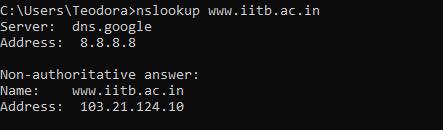 C:\Users\Teodora>nslookup www.iitb.ac.in
Server:  dns.google
Address:  8.8.8.8
Non-authoritative answer:
Name:    www.iitb.ac.in
Address:  103.21.124.10